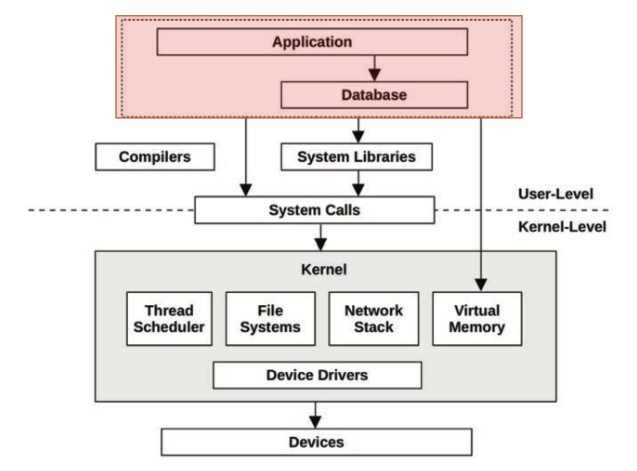 Application
Database
Compilers
System Libraries
System Calls
User-Level
Kernel-Level
Kernel
Thread
Scheduler
File
Systems
Network
Stack
Virtual
Memory
Device Drivers
Devices